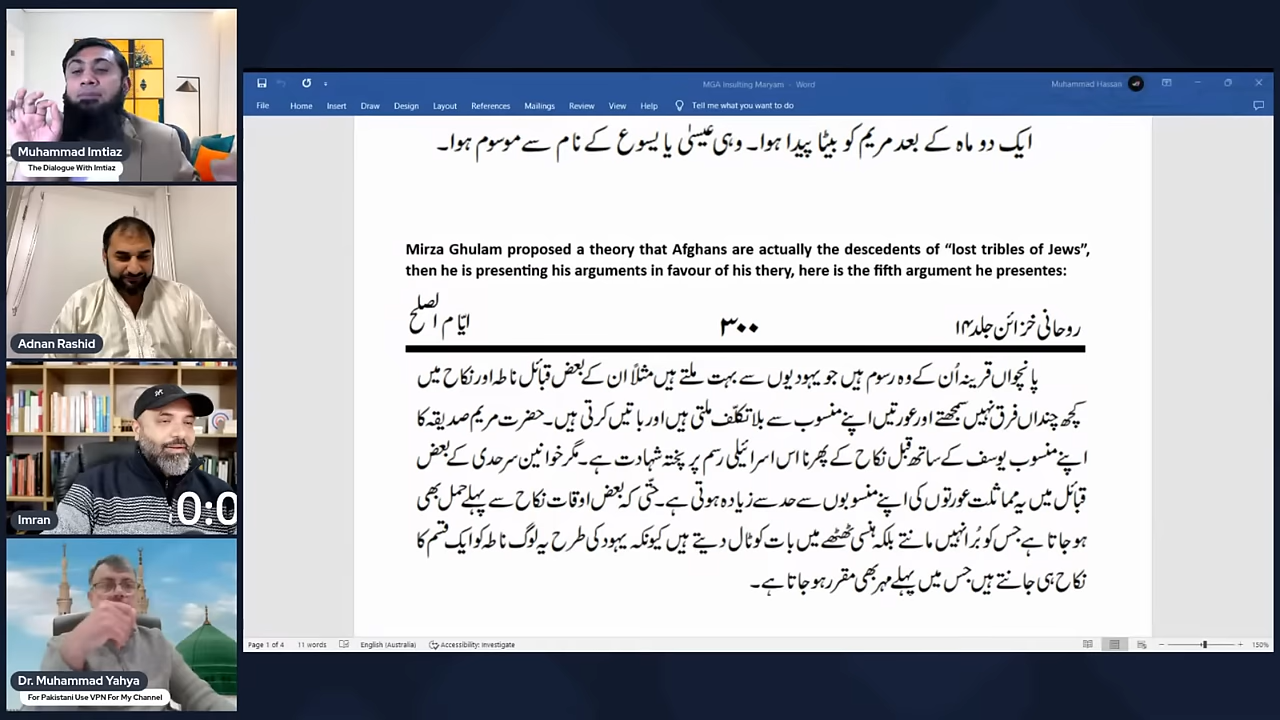 Muhammad Imtiaz
The Dialogue With Imtiaz
Adnan Rashid
Imran
0:0
Dr. Muhammad Yahya
For Pakistani Use VPN For My Channel
MGA Insulting Maryam - Word
Muhammad Hassan
File Home Insert Draw Design Layout References Mailings Review View Help Tell me what you want to do
ایک دو ماہ کے بعد مریم کو بیٹا پیدا ہوا۔ وہی عیسیٰ یا یسوع کے نام سے موسوم ہوا۔
Mirza Ghulam proposed a theory that Afghans are actually the descedents of “lost tribles of Jews”,
then he is presenting his arguments in favour of his thery, here is the fifth argument he presentes:
روحانی خزائن جلد ۱۴ ۳۰۰ ایّام الصلح
پانچواں قرینہ اُن کے وہ رسوم ہیں جو یہودیوں سے بہت ملتے ہیں مثلاً ان کے بعض قبائل ناطہ اور نکاح میں
کچھ چنداں فرق نہیں سمجھتے اور عورتیں اپنے منسوب سے بلا تکلّف ملتی ہیں اور باتیں کرتی ہیں۔ حضرت مریم صدیقہ کا
اپنے منسوب یوسف کے ساتھ قبل نکاح کے پھرنا اس اسرائیلی رسم پر پختہ شہادت ہے۔ مگر خوانین سرحدی کے بعض
قبائل میں یہ مماثلت عورتوں کی اپنے منسوبوں سے حد سے زیادہ ہوتی ہے۔ حتّٰی کہ بعض اوقات نکاح سے پہلے حمل بھی
ہو جاتا ہے جس کو بُرا نہیں مانتے بلکہ ہنسی ٹھٹھے میں بات کو ٹال دیتے ہیں کیونکہ یہود کی طرح یہ لوگ ناطہ کو ایک قسم کا
نکاح ہی جانتے ہیں جس میں پہلے مہر بھی مقرر ہو جاتا ہے۔
Page 1 of 4 11 words English (Australia) Accessibility: Investigate 150%